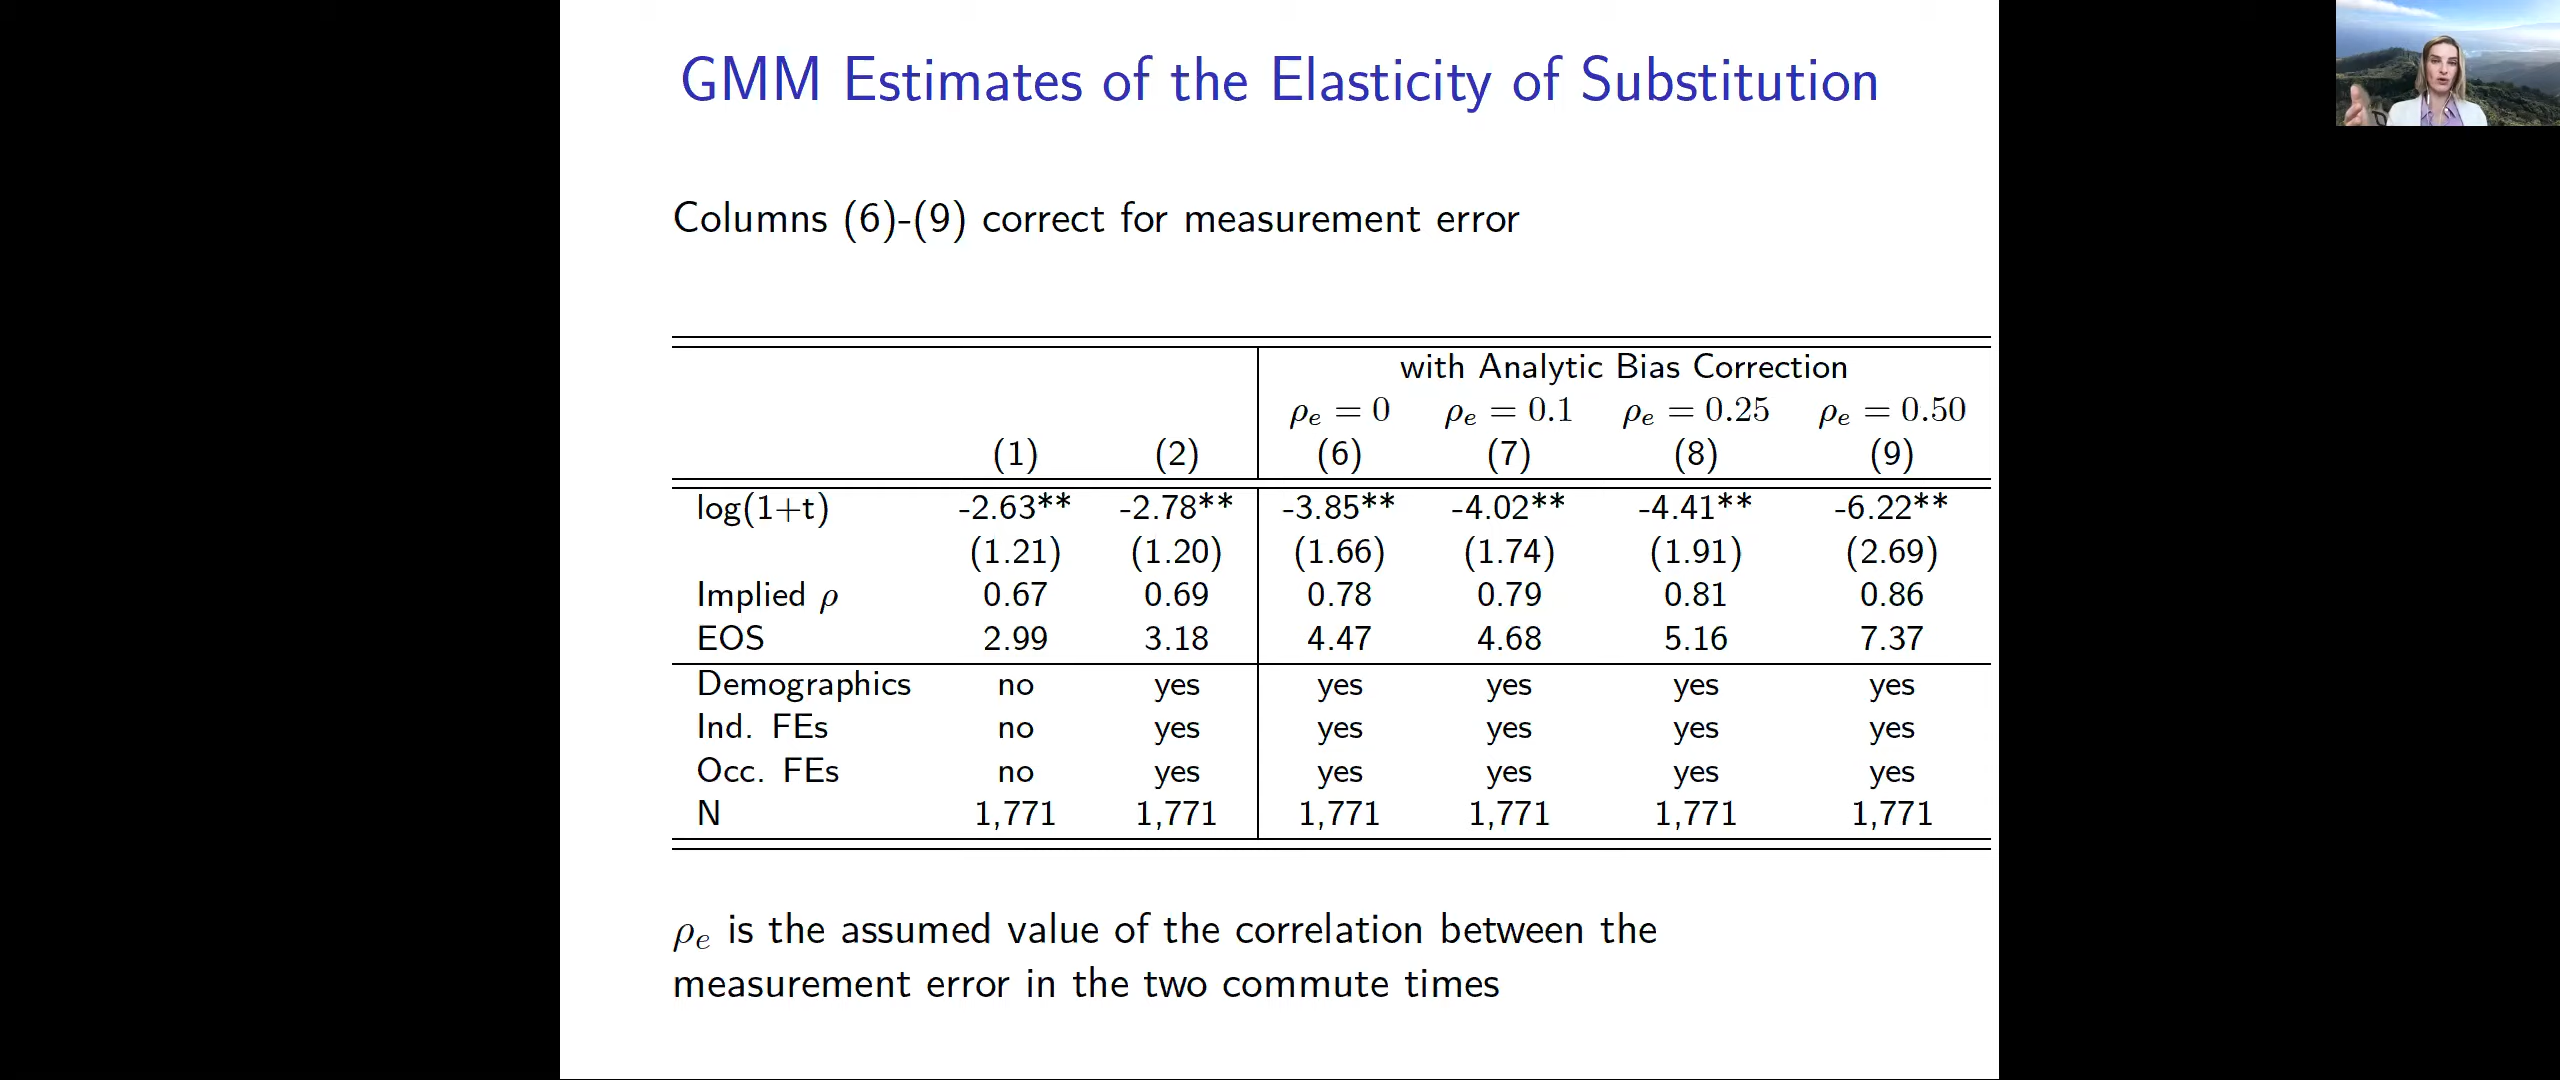 GMM Estimates of the Elasticity of Substitution
Columns (6)-(9) correct for measurement error
with Analytic Bias Correction
ρe = 0 ρe = 0.1 ρe = 0.25 ρe = 0.50
(1) (2) (6) (7) (8) (9)
log(1+t) -2.63** -2.78** -3.85** -4.02** -4.41** -6.22**
(1.21) (1.20) (1.66) (1.74) (1.91) (2.69)
Implied ρ 0.67 0.69 0.78 0.79 0.81 0.86
EOS 2.99 3.18 4.47 4.68 5.16 7.37
Demographics no yes yes yes yes yes
Ind. FEs no yes yes yes yes yes
Occ. FEs no yes yes yes yes yes
N 1,771 1,771 1,771 1,771 1,771 1,771
ρe is the assumed value of the correlation between the
measurement error in the two commute times